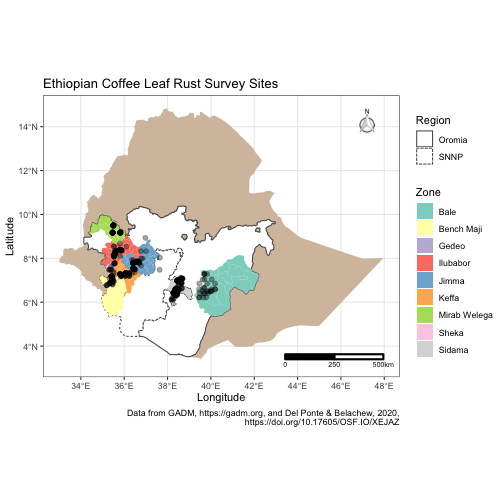 Ethiopian Coffee Leaf Rust Survey Sites
N
Latitude
14°N
12°N
10°N
8°N
6°N
4°N
34°E 36°E 38°E 40°E 42°E 44°E 46°E 48°E
Longitude
0 250 500km
Region
Oromia
SNNP
Zone
Bale
Bench Maji
Gedeo
Ilubabor
Jimma
Keffa
Mirab Welega
Sheka
Sidama
Data from GADM, https://gadm.org, and Del Ponte & Belachew, 2020,
https://doi.org/10.17605/OSF.IO/XEJAZ